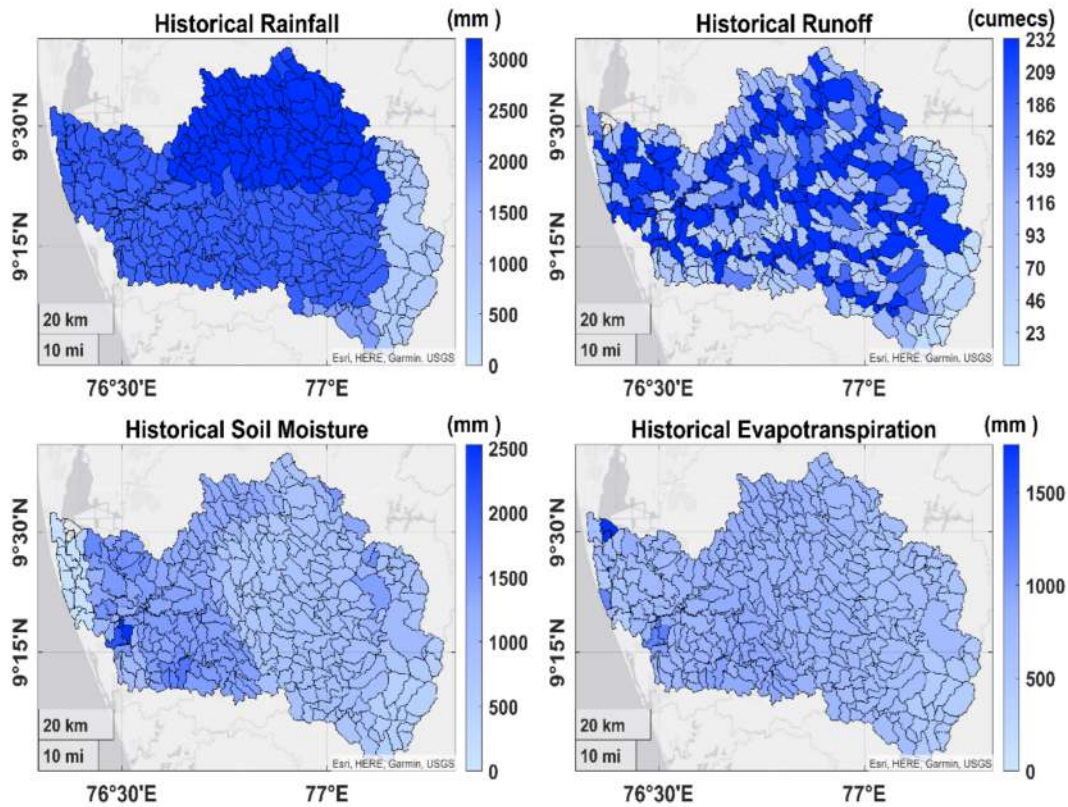 Historical Rainfall
(mm)
3000
2500
2000
1500
1000
500
0
9°30'N
9°15'N
20 km
10 mi
Esri, HERE, Garmin, USGS
76°30'E
77°E
Historical Runoff
(cumecs)
232
209
186
162
139
116
93
70
46
23
9°30'N
9°15'N
20 km
10 mi
Esri, HERE, Garmin, USGS
76°30'E
77°E
Historical Soil Moisture
(mm)
2500
2000
1500
1000
500
0
9°30'N
9°15'N
20 km
10 mi
Esri, HERE, Garmin, USGS
76°30'E
77°E
Historical Evapotranspiration
(mm )
1500
1000
500
0
9°30'N
9°15'N
20 km
10 mi
Esri, HERE, Garmin, USGS
76°30'E
77°E